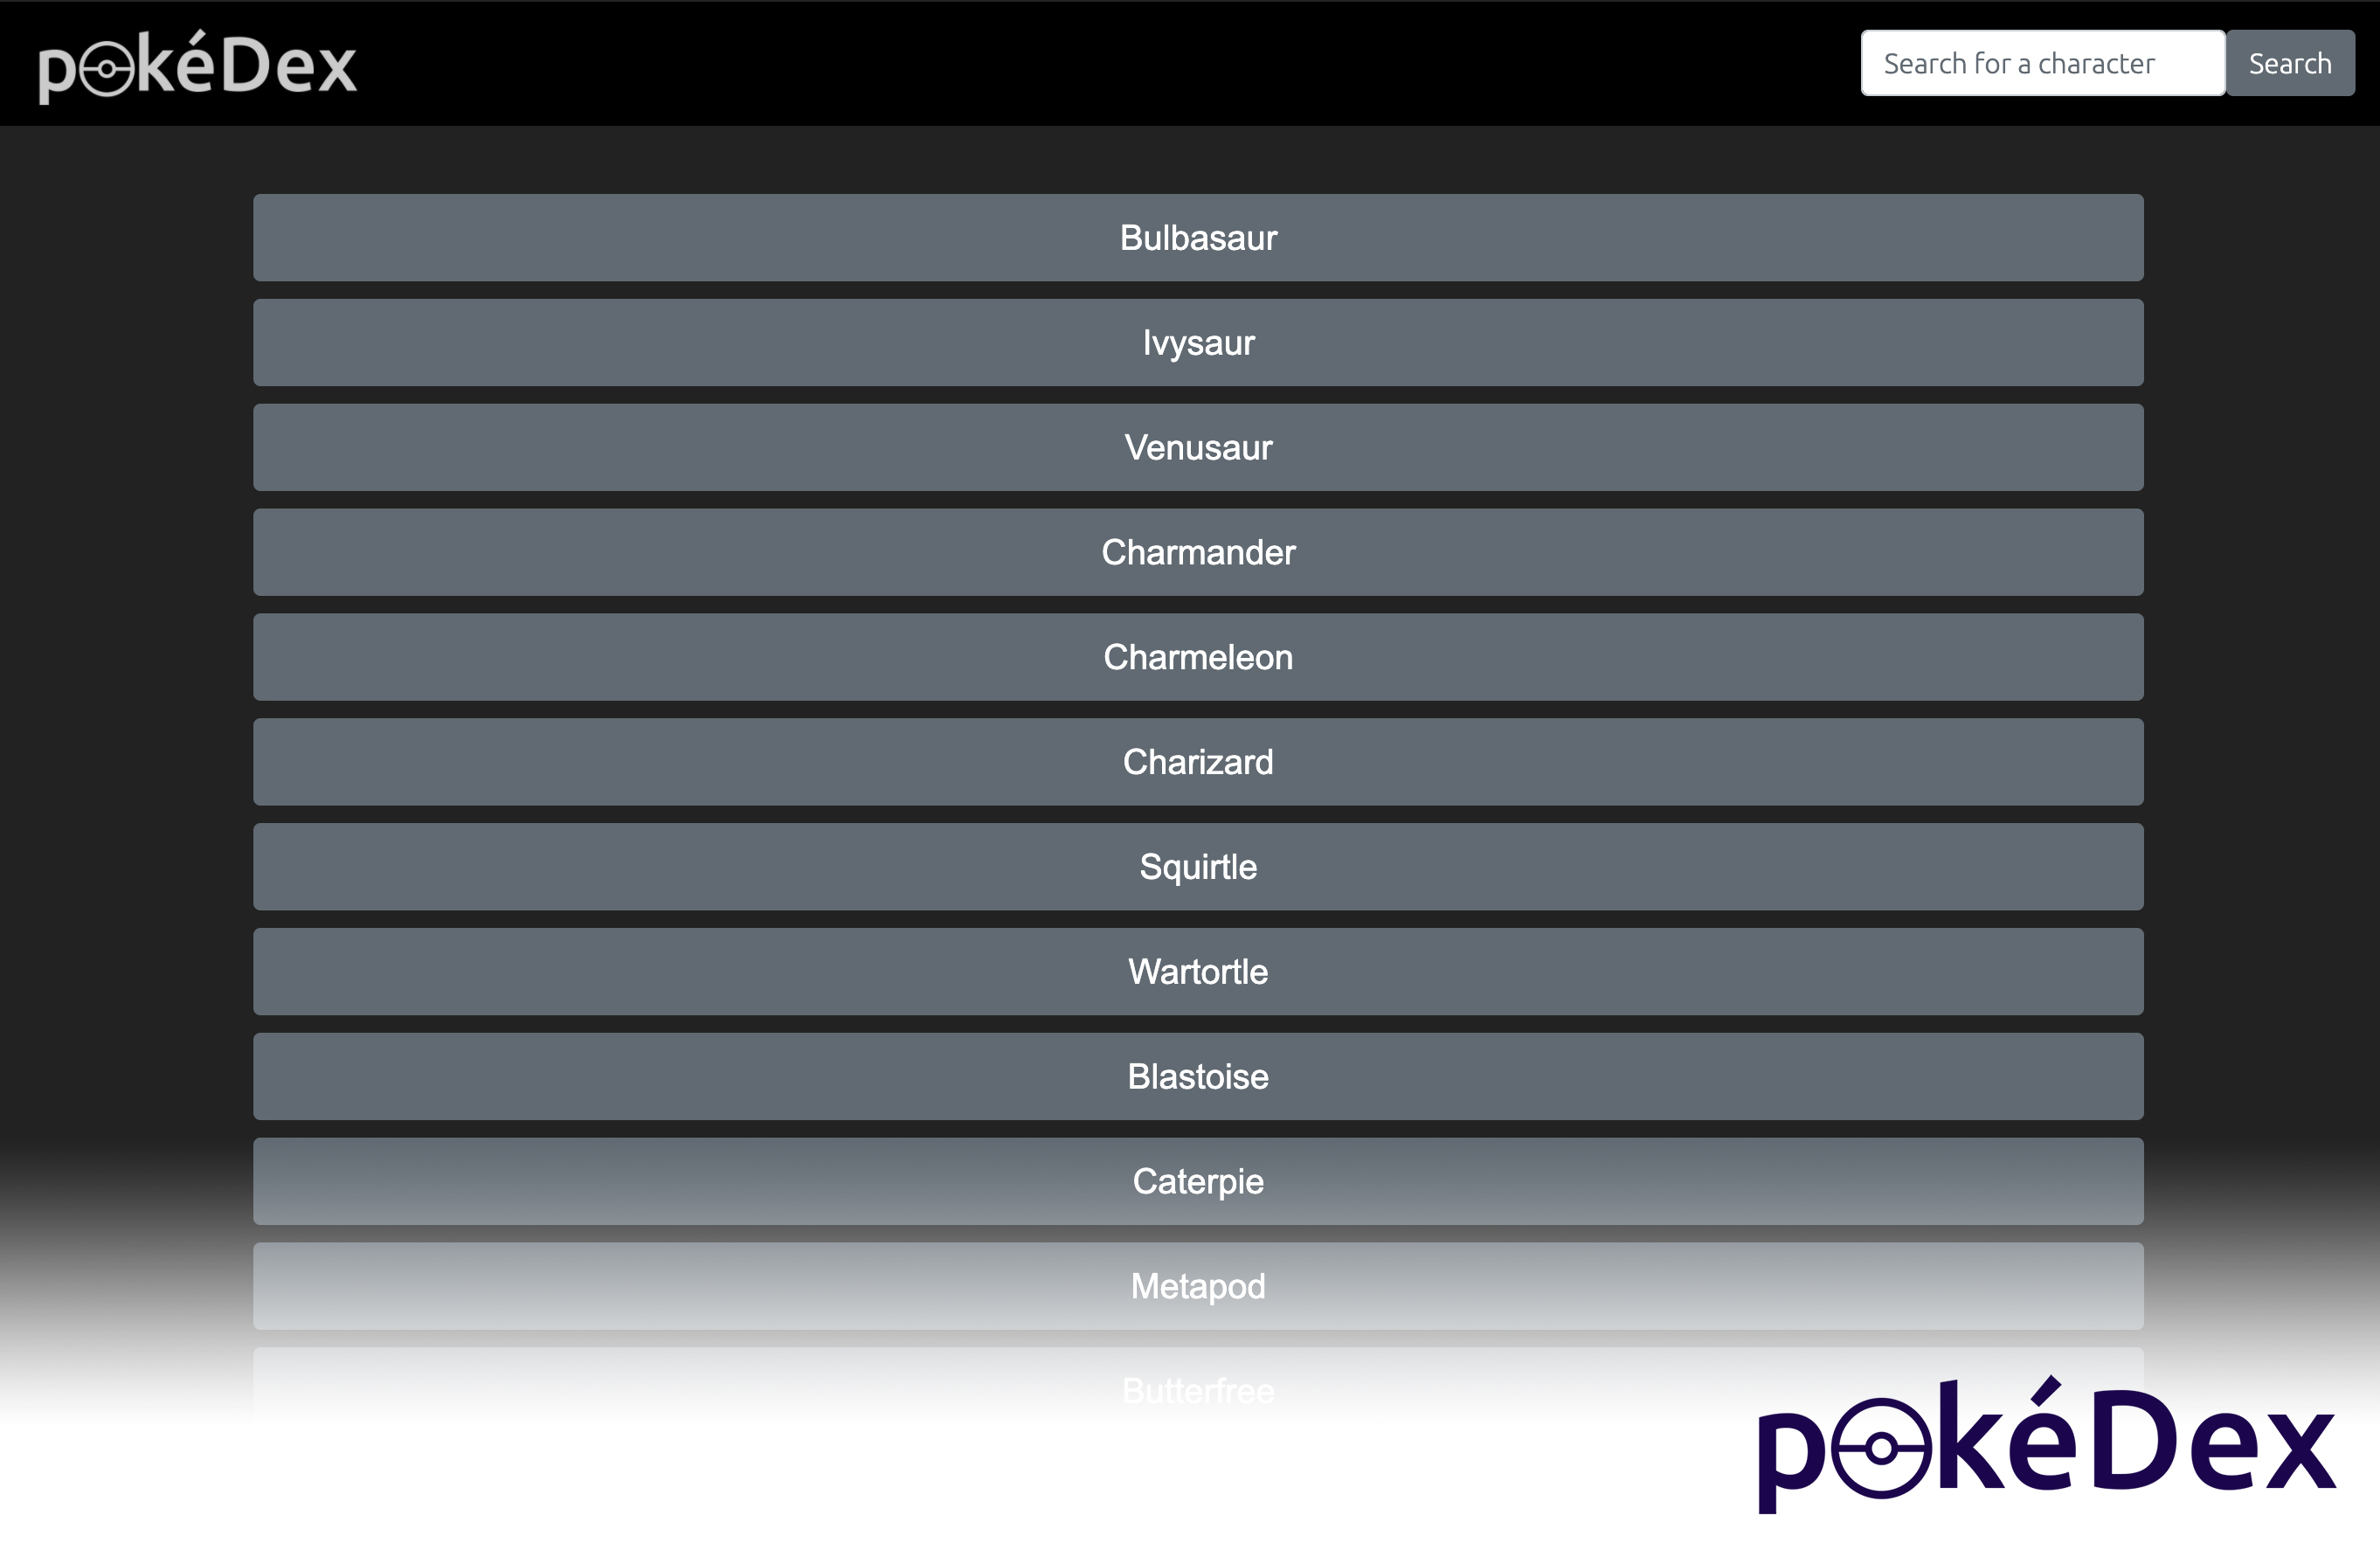 pokéDex
Search for a character
Search
Bulbasaur
Ivysaur
Venusaur
Charmander
Charmeleon
Charizard
Squirtle
Wartortle
Blastoise
Caterpie
Metapod
Butterfree
pokéDex